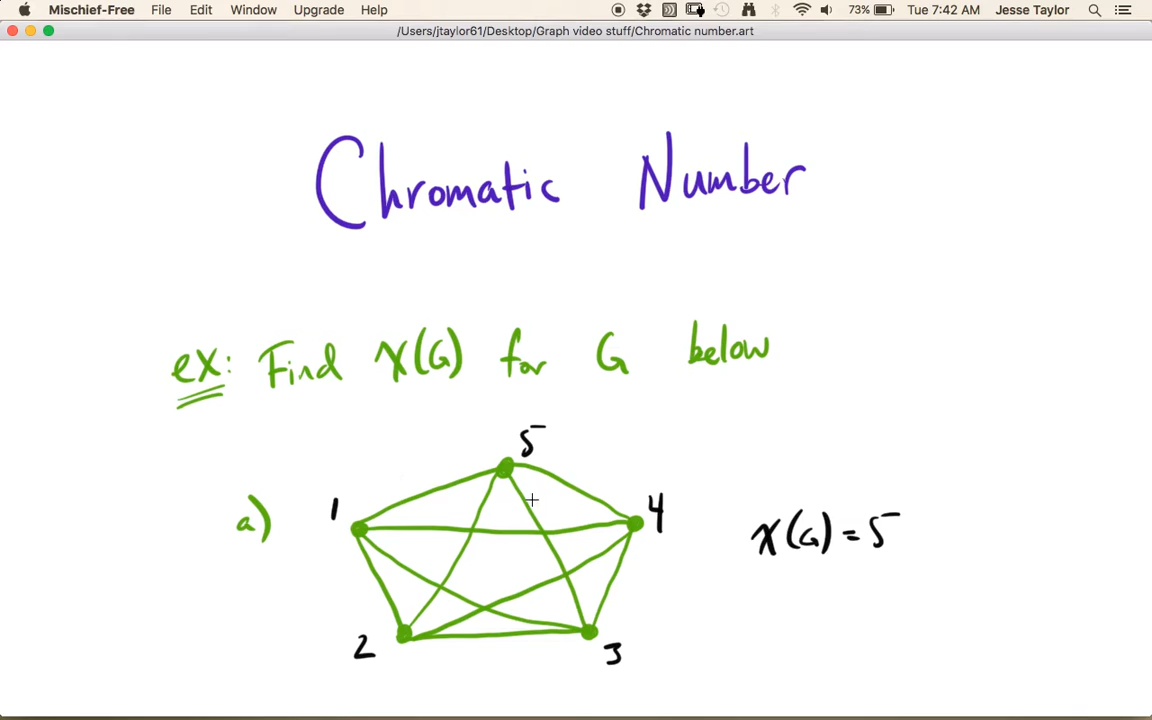 Mischief-Free File Edit Window Upgrade Help 73% Tue 7:42 AM Jesse Taylor
/Users/jtaylor61/Desktop/Graph video stuff/Chromatic number.art
Chromatic Number
ex: Find χ(G) for G below
5
a) 1 4 χ(G) = 5
2 3